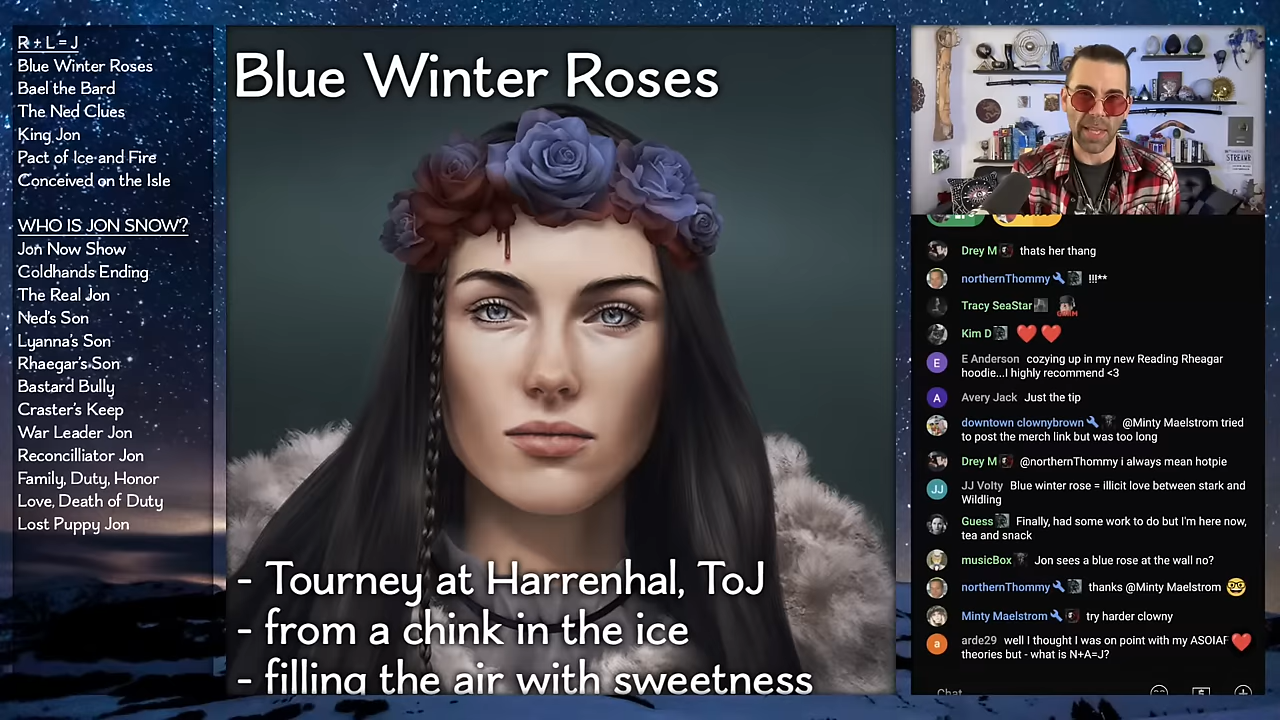 R + L = J
Blue Winter Roses
Bael the Bard
The Ned Clues
King Jon
Pact of Ice and Fire
Conceived on the Isle
WHO IS JON SNOW?
Jon Now Show
Coldhands Ending
The Real Jon
Ned's Son
Lyanna's Son
Rhaegar's Son
Bastard Bully
Craster's Keep
War Leader Jon
Reconcilliator Jon
Family, Duty, Honor
Love, Death of Duty
Lost Puppy Jon
Blue Winter Roses
- Tourney at Harrenhal, ToJ
- from a chink in the ice
- filling the air with sweetness
Drey M thats her thang
northernThommy !!!**
Tracy SeaStar
Kim D
E E Anderson cozying up in my new Reading Rheagar
hoodie...I highly recommend <3
A Avery Jack Just the tip
downtown clownybrown @Minty Maelstrom tried
to post the merch link but was too long
Drey M @northernThommy i always mean hotpie
JJ JJ Volty Blue winter rose = illicit love between stark and
Wildling
Guess Finally, had some work to do but I'm here now,
tea and snack
musicBox Jon sees a blue rose at the wall no?
northernThommy thanks @Minty Maelstrom
Minty Maelstrom try harder clowny
a arde29 well I thought I was on point with my ASOIAF
theories but - what is N+A=J?
Chat